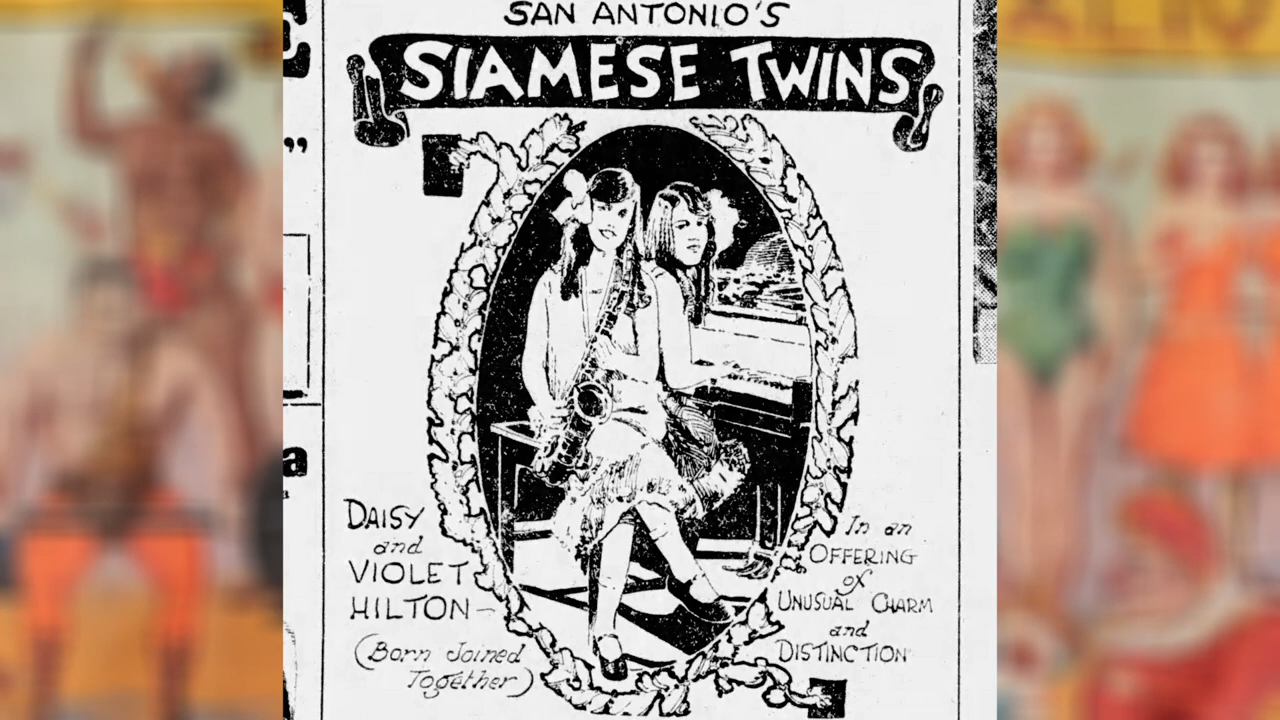 SAN ANTONIO'S
SIAMESE TWINS
DAISY
and
VIOLET
HILTON—
(Born Joined
Together)
In an
OFFERING
of
UNUSUAL CHARM
and
DISTINCTION
"
a